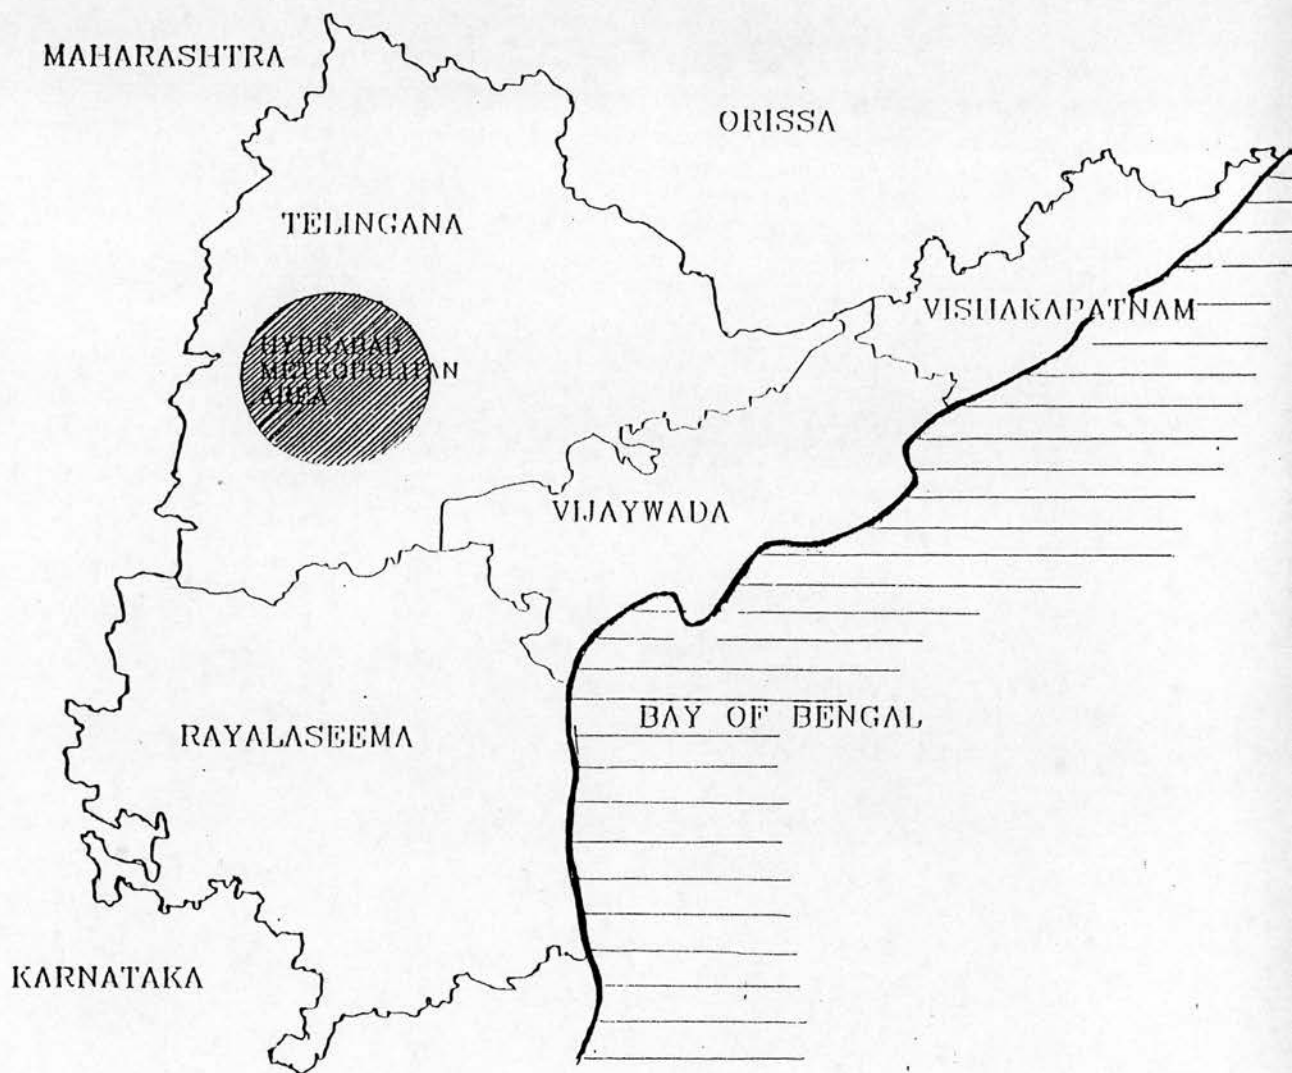 MAHARASHTRA
ORISSA
TELINGANA
VISHAKAPATNAM
HYDRABAD
METROPOLITAN
AREA
VIJAYWADA
BAY OF BENGAL
RAYALASEEMA
KARNATAKA